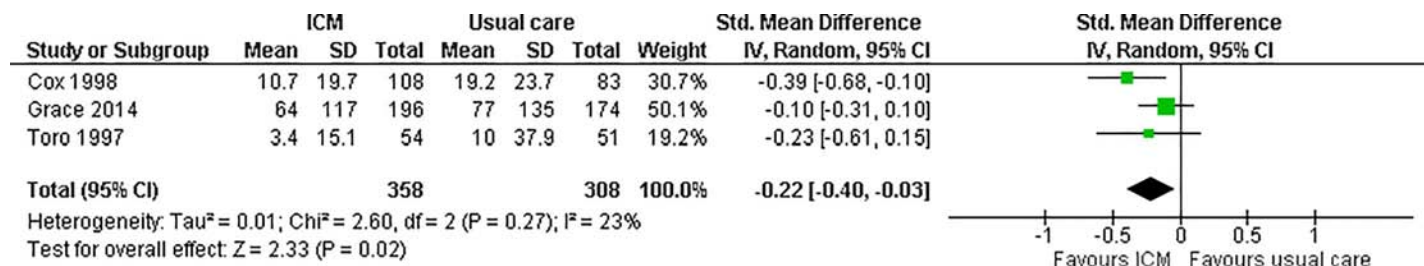 ICM Usual care Std. Mean Difference Std. Mean Difference
Study or Subgroup Mean SD Total Mean SD Total Weight IV, Random, 95% CI IV, Random, 95% CI
Cox 1998 10.7 19.7 108 19.2 23.7 83 30.7% -0.39 [-0.68, -0.10]
Grace 2014 64 117 196 77 135 174 50.1% -0.10 [-0.31, 0.10]
Toro 1997 3.4 15.1 54 10 37.9 51 19.2% -0.23 [-0.61, 0.15]
Total (95% CI) 358 308 100.0% -0.22 [-0.40, -0.03]
Heterogeneity: Tau² = 0.01; Chi² = 2.60, df = 2 (P = 0.27); I² = 23%
Test for overall effect: Z = 2.33 (P = 0.02)
-1 -0.5 0 0.5 1
Favours ICM Favours usual care